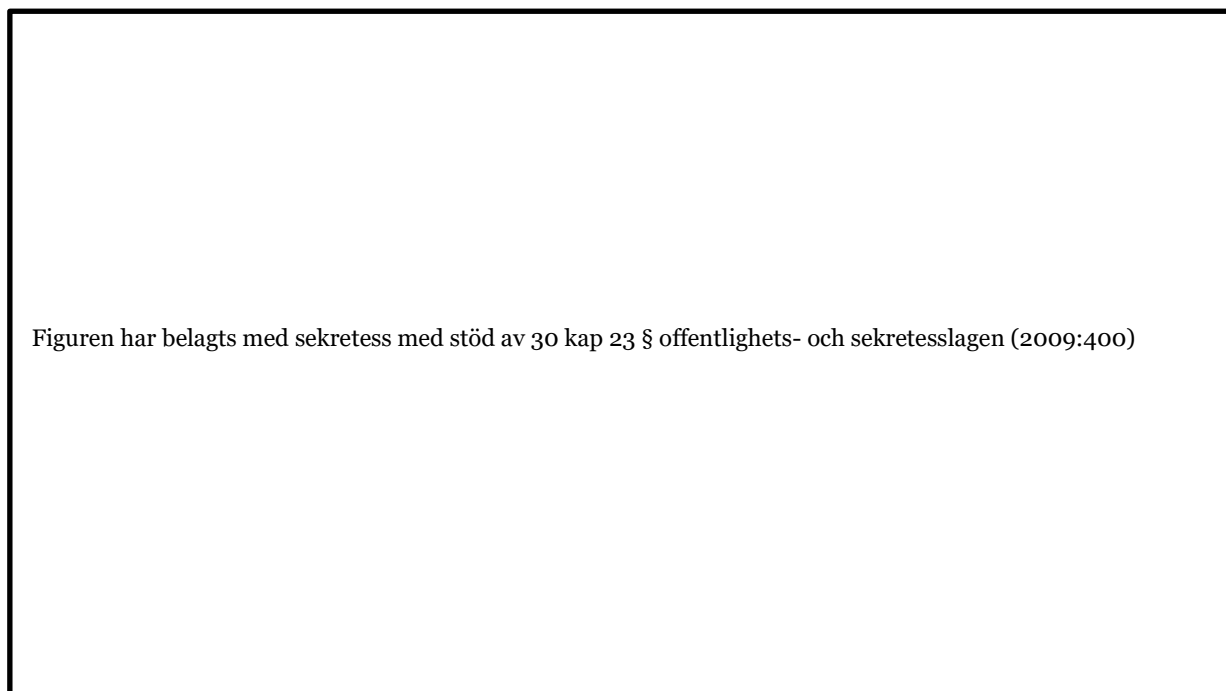 Figuren har belagts med sekretess med stöd av 30 kap 23 § offentlighets- och sekretesslagen (2009:400)